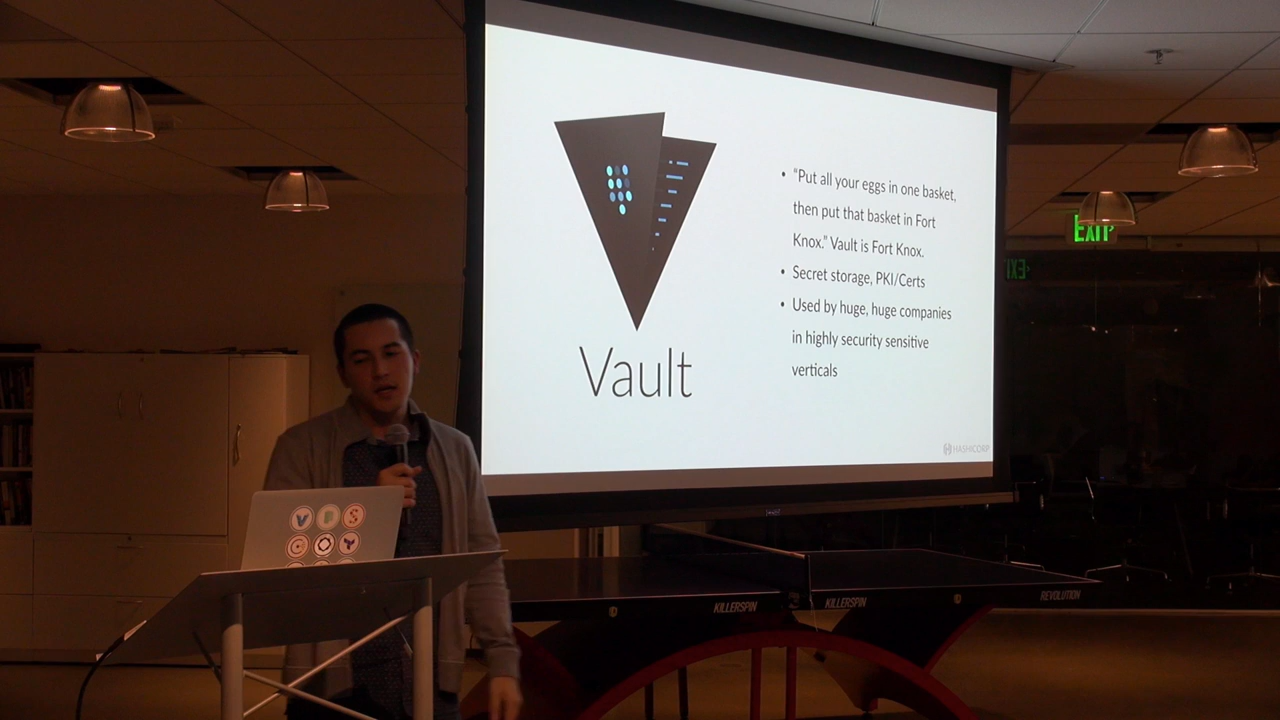 • “Put all your eggs in one basket,
then put that basket in Fort
Knox.” Vault is Fort Knox.
• Secret storage, PKI/Certs
• Used by huge, huge companies
in highly security sensitive
verticals
Vault
HASHICORP
EXIT
EXIT
V P S
KILLERSPIN
KILLERSPIN
REVOLUTION